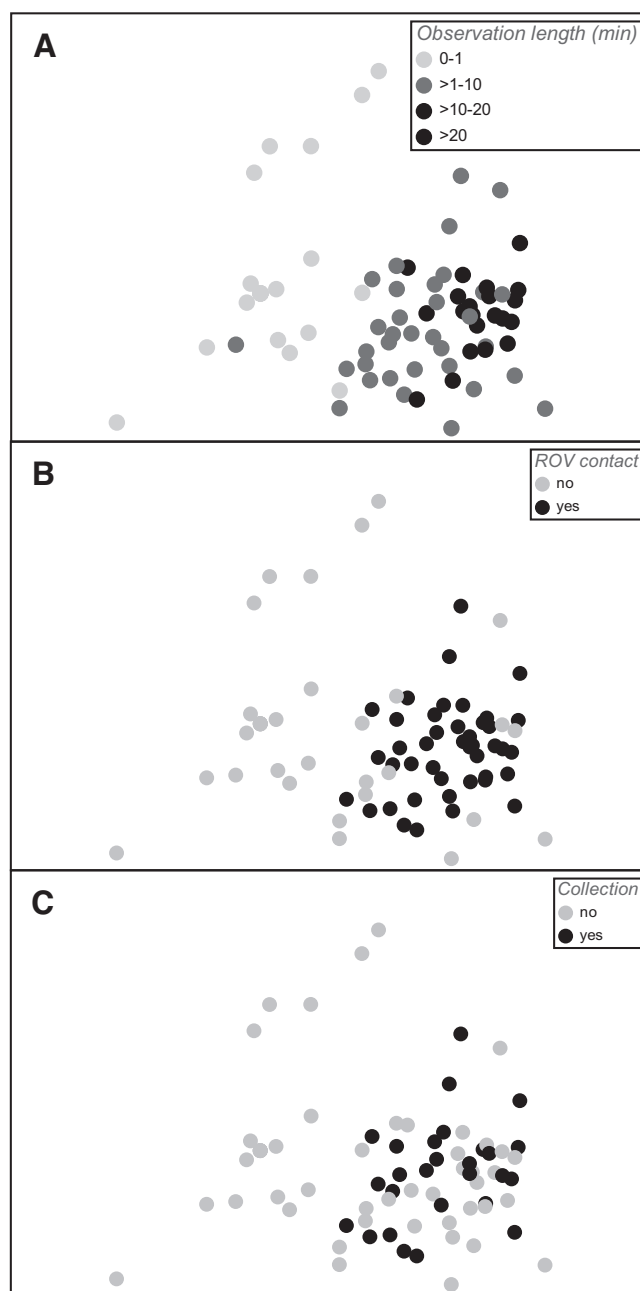 A
Observation length (min)
0-1
>1-10
>10-20
>20
B
ROV contact
no
yes
C
Collection
no
yes